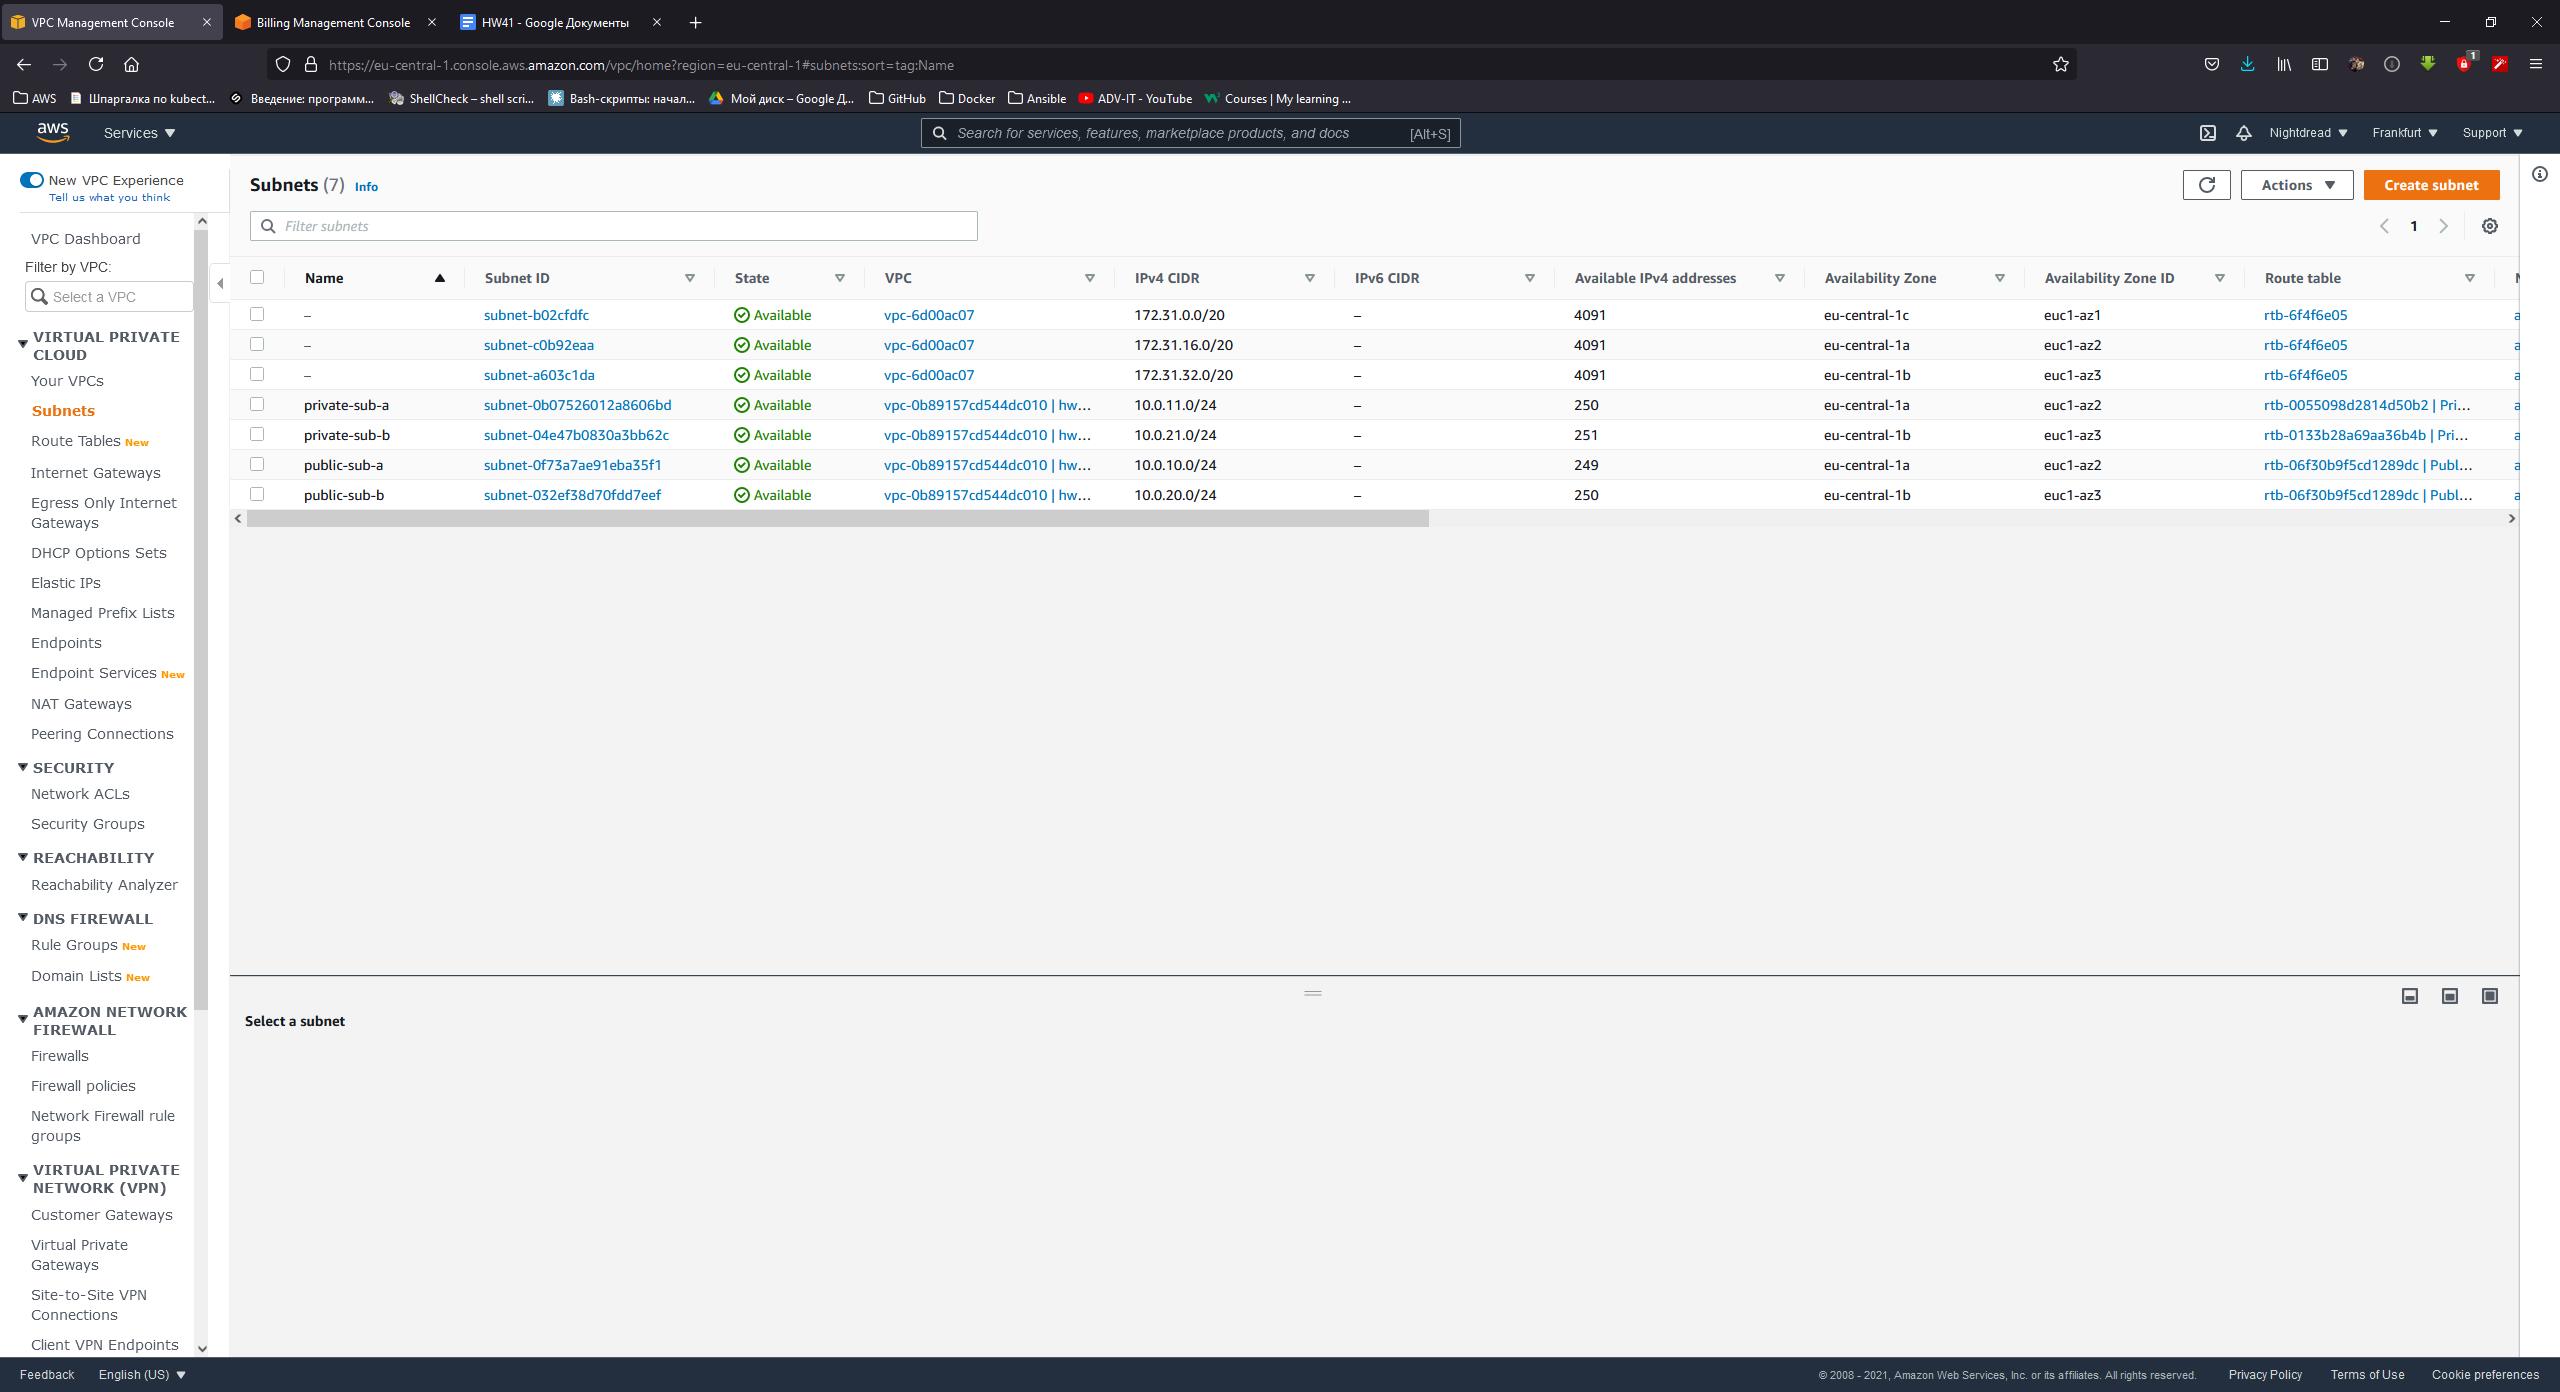 VPC Management Console
Billing Management Console
HW41 - Google Документы
https://eu-central-1.console.aws.amazon.com/vpc/home?region=eu-central-1#subnets:sort=tag:Name
1
AWS
Шпаргалка по kubect...
Введение: программ...
ShellCheck – shell scri...
Bash-скрипты: начал...
Мой диск – Google Д...
GitHub
Docker
Ansible
ADV-IT - YouTube
Courses | My learning ...
aws
Services
Search for services, features, marketplace products, and docs
[Alt+S]
Nightdread
Frankfurt
Support
New VPC Experience
Tell us what you think
VPC Dashboard
Filter by VPC:
Select a VPC
VIRTUAL PRIVATE
CLOUD
Your VPCs
Subnets
Route Tables New
Internet Gateways
Egress Only Internet
Gateways
DHCP Options Sets
Elastic IPs
Managed Prefix Lists
Endpoints
Endpoint Services New
NAT Gateways
Peering Connections
SECURITY
Network ACLs
Security Groups
REACHABILITY
Reachability Analyzer
DNS FIREWALL
Rule Groups New
Domain Lists New
AMAZON NETWORK
FIREWALL
Firewalls
Firewall policies
Network Firewall rule
groups
VIRTUAL PRIVATE
NETWORK (VPN)
Customer Gateways
Virtual Private
Gateways
Site-to-Site VPN
Connections
Client VPN Endpoints
Subnets (7) Info
Actions
Create subnet
Filter subnets
1
Name Subnet ID State VPC IPv4 CIDR IPv6 CIDR Available IPv4 addresses Availability Zone Availability Zone ID Route table
– subnet-b02cfdfc Available vpc-6d00ac07 172.31.0.0/20 – 4091 eu-central-1c euc1-az1 rtb-6f4f6e05
– subnet-c0b92eaa Available vpc-6d00ac07 172.31.16.0/20 – 4091 eu-central-1a euc1-az2 rtb-6f4f6e05
– subnet-a603c1da Available vpc-6d00ac07 172.31.32.0/20 – 4091 eu-central-1b euc1-az3 rtb-6f4f6e05
private-sub-a subnet-0b07526012a8606bd Available vpc-0b89157cd544dc010 | hw... 10.0.11.0/24 – 250 eu-central-1a euc1-az2 rtb-0055098d2814d50b2 | Pri...
private-sub-b subnet-04e47b0830a3bb62c Available vpc-0b89157cd544dc010 | hw... 10.0.21.0/24 – 251 eu-central-1b euc1-az3 rtb-0133b28a69aa36b4b | Pri...
public-sub-a subnet-0f73a7ae91eba35f1 Available vpc-0b89157cd544dc010 | hw... 10.0.10.0/24 – 249 eu-central-1a euc1-az2 rtb-06f30b9f5cd1289dc | Publ...
public-sub-b subnet-032ef38d70fdd7eef Available vpc-0b89157cd544dc010 | hw... 10.0.20.0/24 – 250 eu-central-1b euc1-az3 rtb-06f30b9f5cd1289dc | Publ...
Select a subnet
Feedback
English (US)
© 2008 - 2021, Amazon Web Services, Inc. or its affiliates. All rights reserved.
Privacy Policy
Terms of Use
Cookie preferences